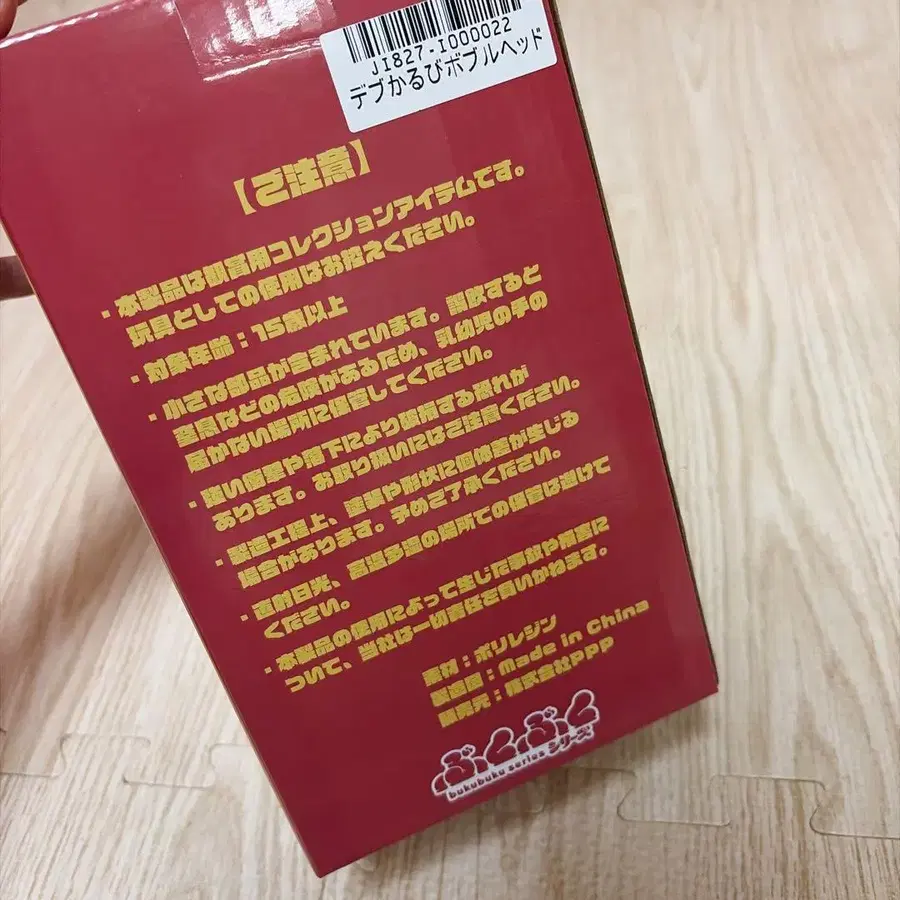 JI827-I000022
デブかるびボブルヘッド
【ご注意】
・本製品は観賞用コレクションアイテムです。
玩具としての使用はお控えください。
・対象年齢：15歳以上
・小さな部品が含まれています。誤飲すると
窒息などの危険があるため、乳幼児の手の
届かない場所に保管してください。
・強い衝撃や落下により破損する恐れが
あります。お取り扱いにはご注意ください。
・製造工程上、塗装や形状に個体差が生じる
場合があります。予めご了承ください。
・直射日光、高温多湿の場所での保管は避けて
ください。
・本製品の使用によって生じた事故や損害に
ついて、当社は一切責任を負いかねます。
素材：ポリレジン
製造国：Made in China
販売元：株式会社PPP
ぶくぶく
bukubuku series シリーズ